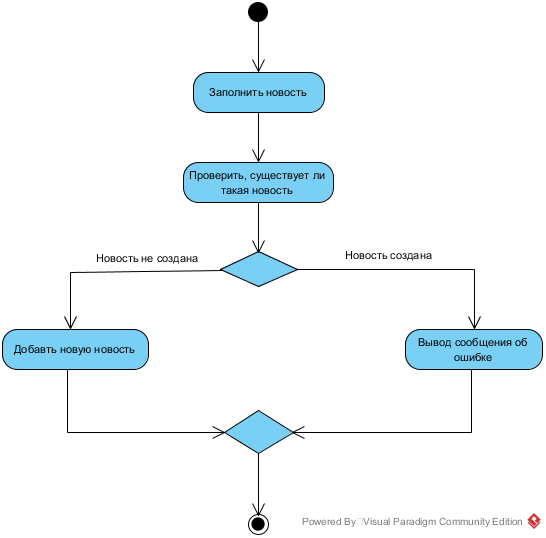 Заполнить новость
Проверить, существует ли
такая новость
Новость не создана
Новость создана
Добавть новую новость
Вывод сообщения об
ошибке
Powered By□Visual Paradigm Community Edition